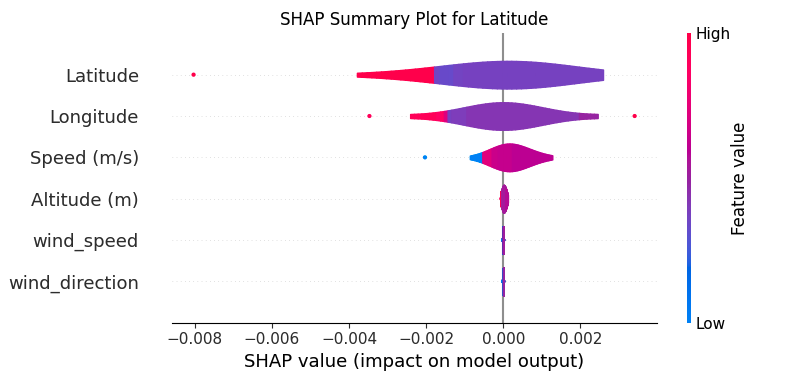 SHAP Summary Plot for Latitude
High
Latitude
Longitude
Speed (m/s)
Altitude (m)
wind_speed
wind_direction
Feature value
Low
−0.008 −0.006 −0.004 −0.002 0.000 0.002
SHAP value (impact on model output)